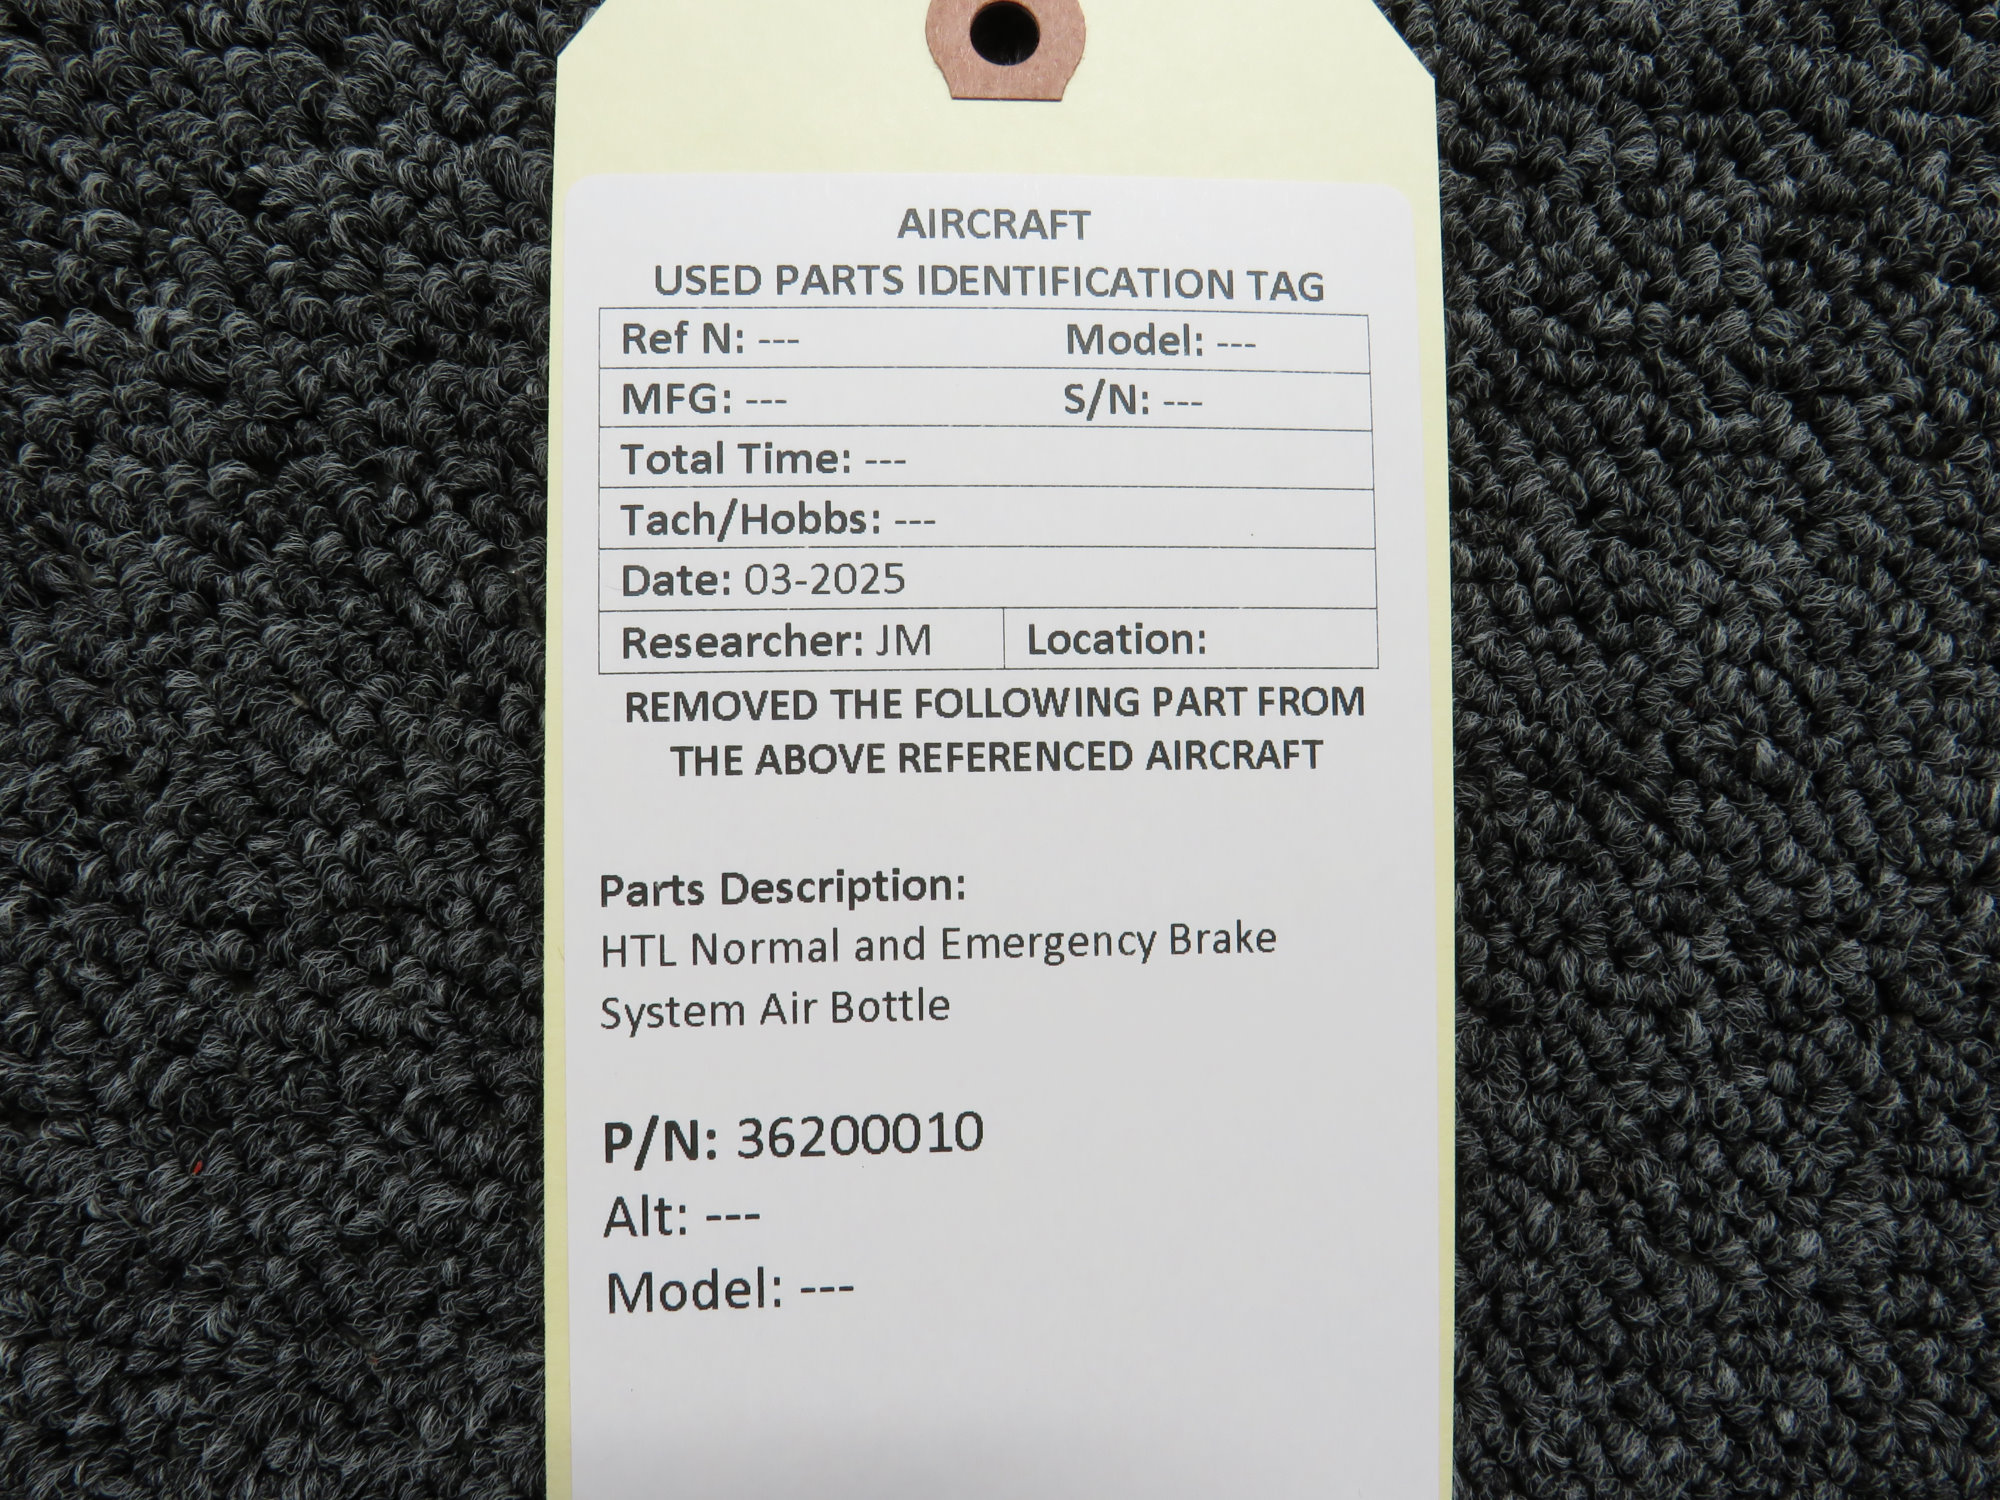 AIRCRAFT
USED PARTS IDENTIFICATION TAG
Ref N: --- Model: ---
MFG: --- S/N: ---
Total Time: ---
Tach/Hobbs: ---
Date: 03-2025
Researcher: JM Location:
REMOVED THE FOLLOWING PART FROM
THE ABOVE REFERENCED AIRCRAFT
Parts Description:
HTL Normal and Emergency Brake
System Air Bottle
P/N: 36200010
Alt: ---
Model: ---